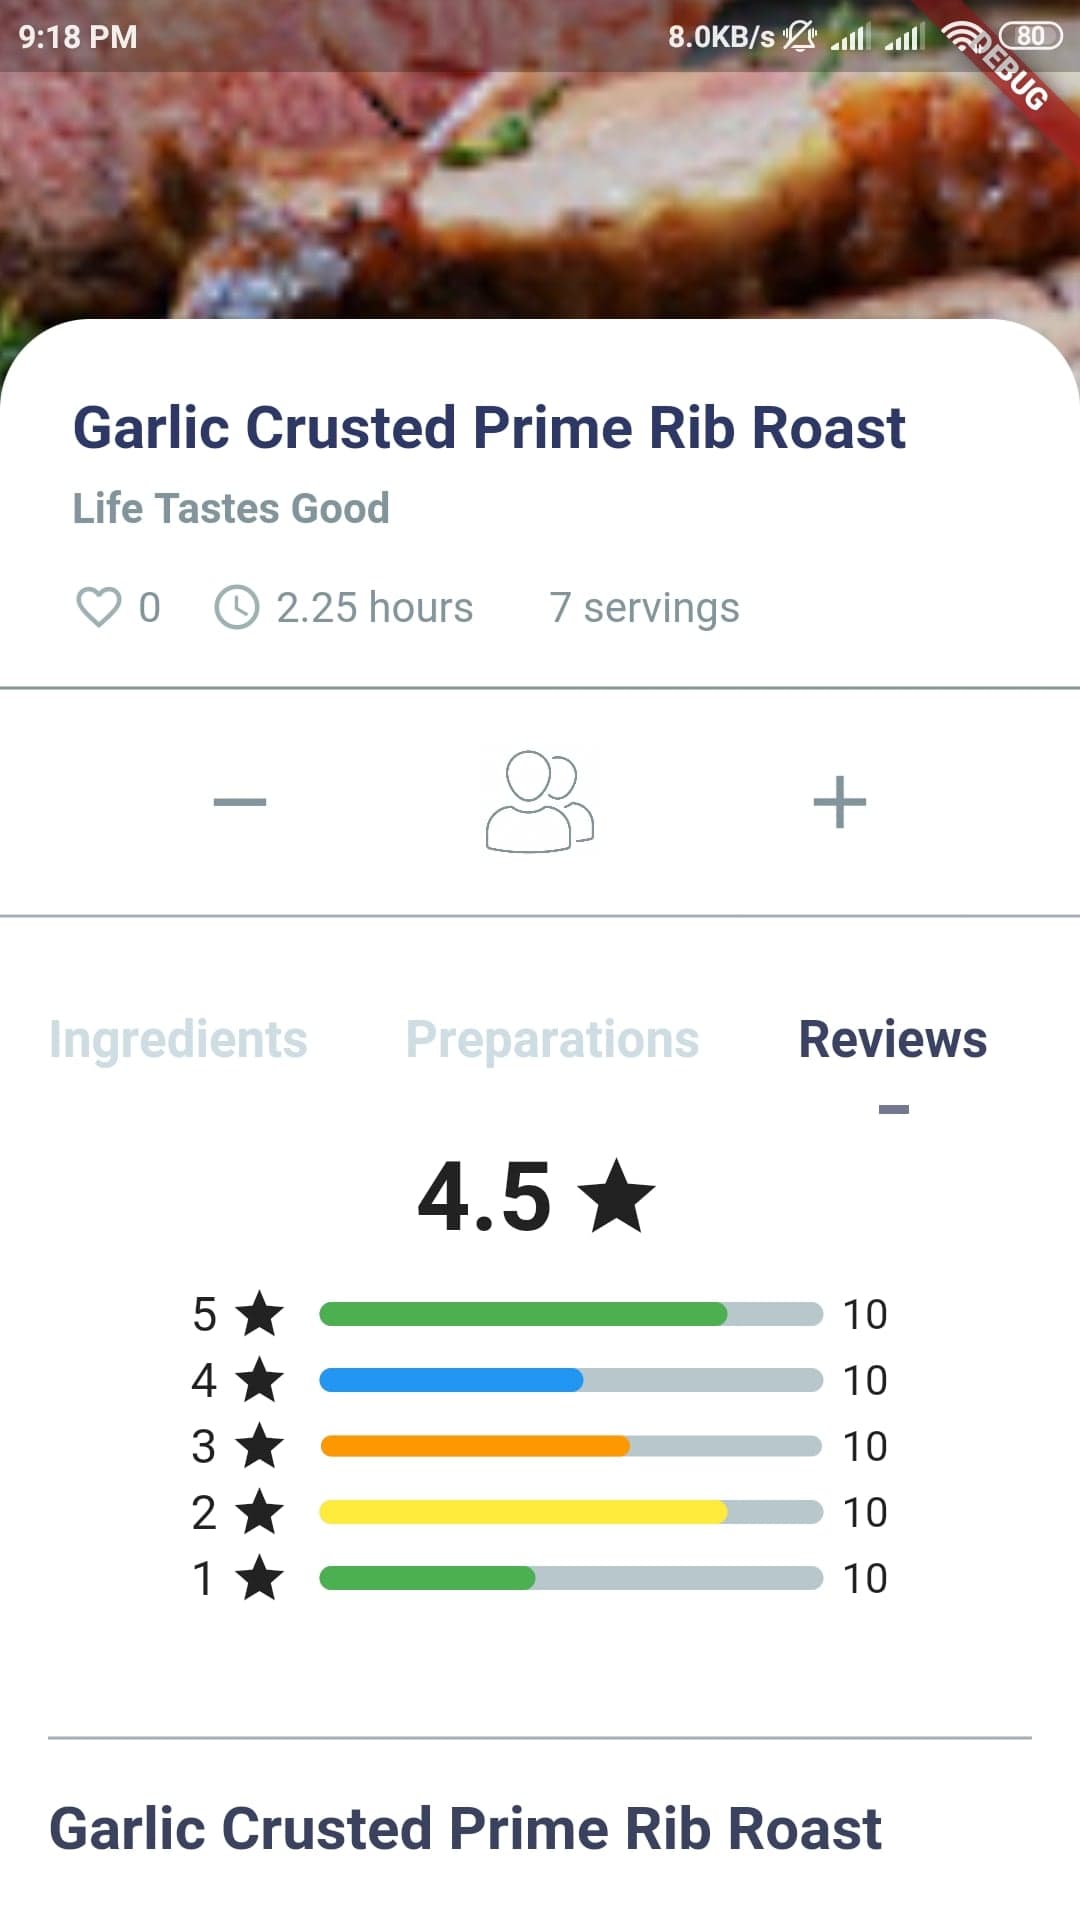 9:18 PM 8.0KB/s 80
DEBUG
Garlic Crusted Prime Rib Roast
Life Tastes Good
0 2.25 hours 7 servings
Ingredients Preparations Reviews
4.5
5 10
4 10
3 10
2 10
1 10
Garlic Crusted Prime Rib Roast